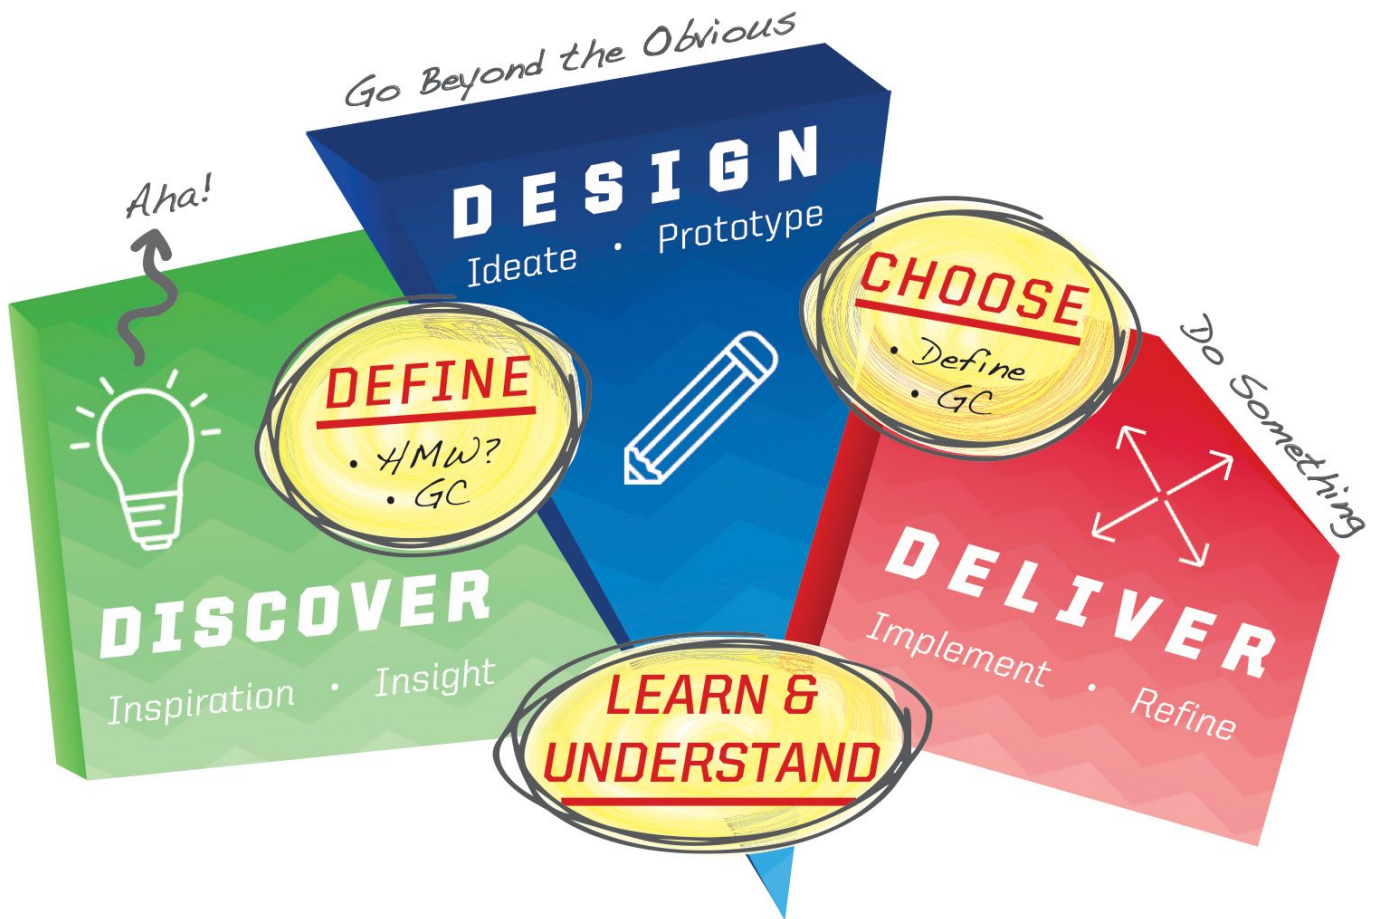 Go Beyond the Obvious
DESIGN
Ideate • Prototype
Aha!
DEFINE
• HMW?
• GC
CHOOSE
• Define
• GC
Do Something
DISCOVER
Inspiration • Insight
DELIVER
Implement • Refine
LEARN &
UNDERSTAND